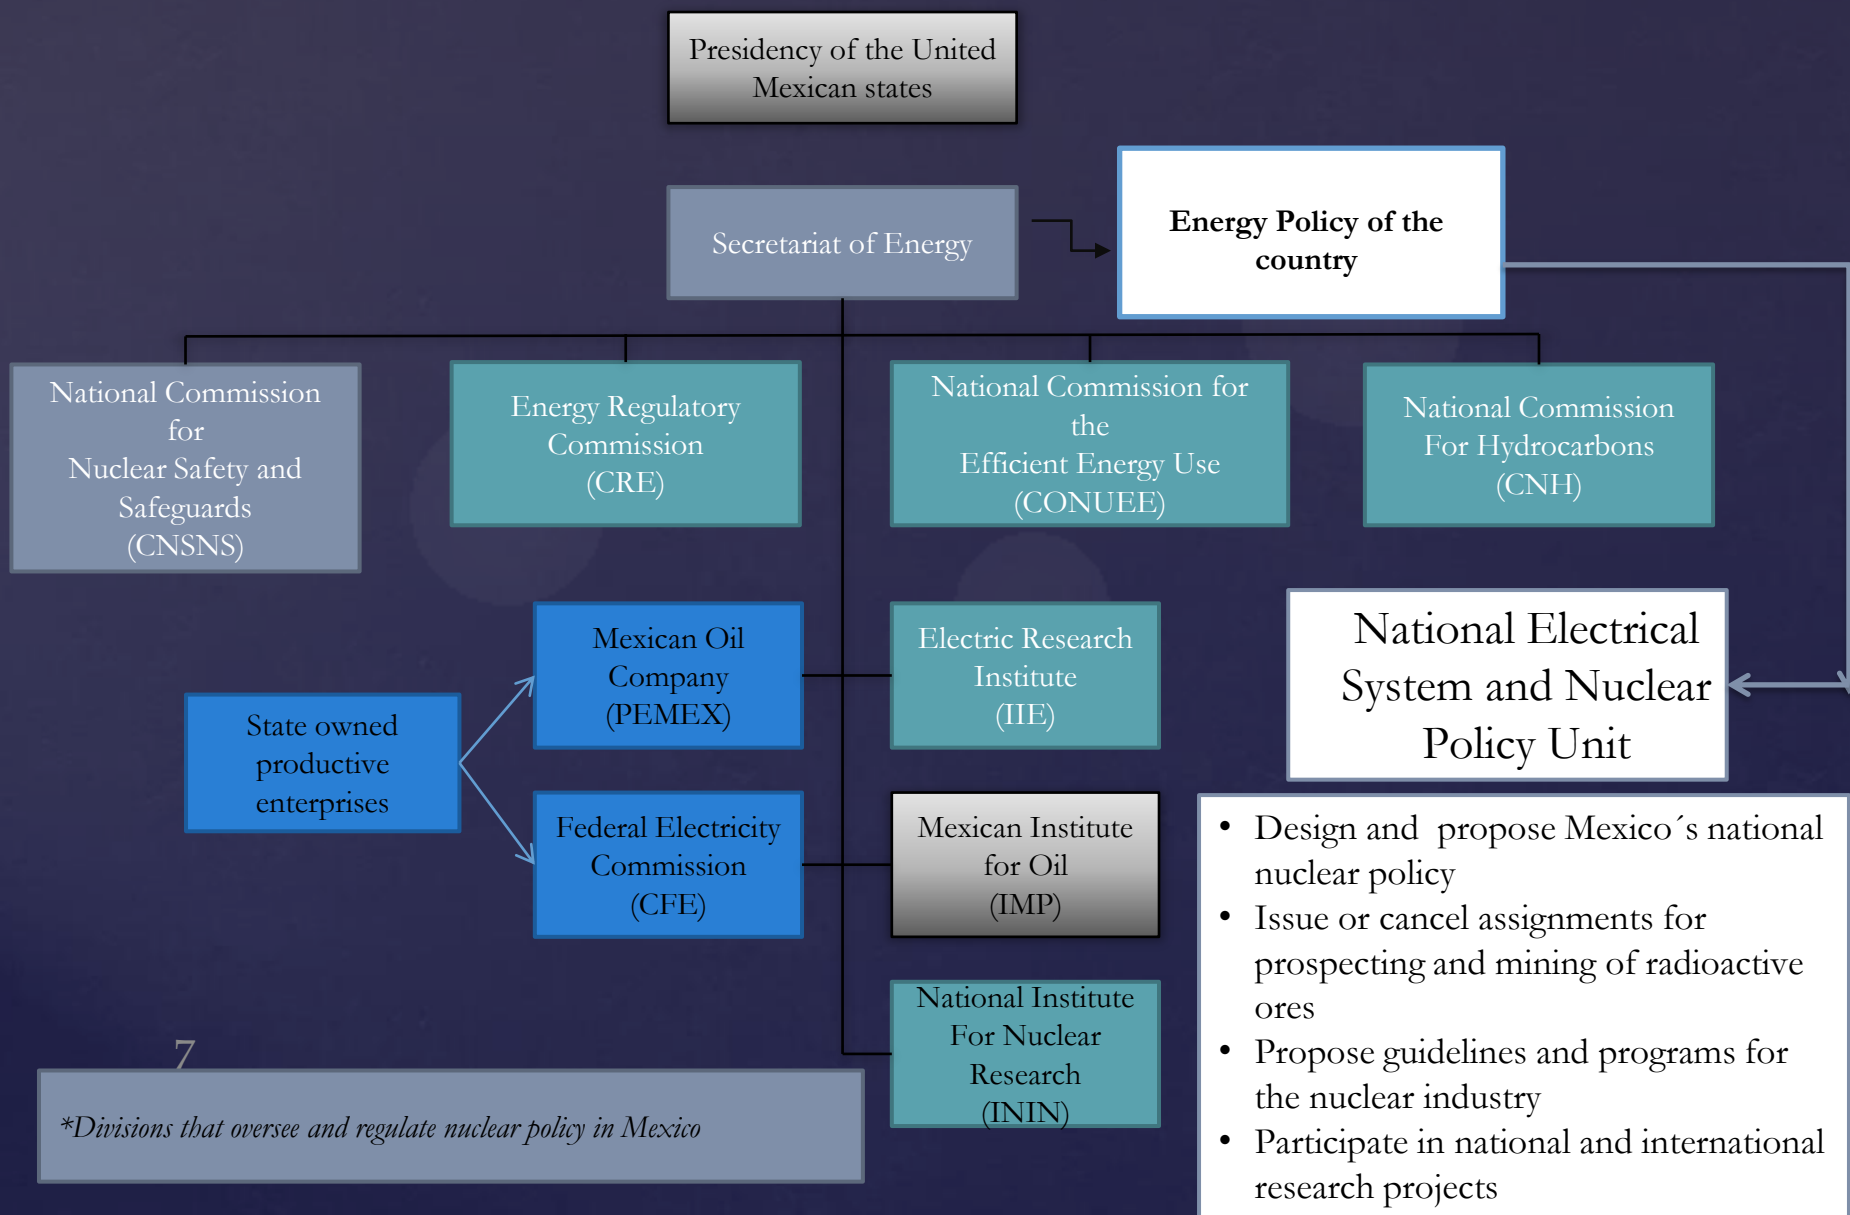 Presidency of the United
Mexican states
Secretariat of Energy
Energy Policy of the
country
National Commission
for
Nuclear Safety and
Safeguards
(CNSNS)
Energy Regulatory
Commission
(CRE)
National Commission for
the
Efficient Energy Use
(CONUEE)
National Commission
For Hydrocarbons
(CNH)
State owned
productive
enterprises
Mexican Oil
Company
(PEMEX)
Electric Research
Institute
(IIE)
National Electrical
System and Nuclear
Policy Unit
Federal Electricity
Commission
(CFE)
Mexican Institute
for Oil
(IMP)
National Institute
For Nuclear
Research
(ININ)
• Design and propose Mexico´s national
nuclear policy
• Issue or cancel assignments for
prospecting and mining of radioactive
ores
• Propose guidelines and programs for
the nuclear industry
• Participate in national and international
research projects
7
*Divisions that oversee and regulate nuclear policy in Mexico